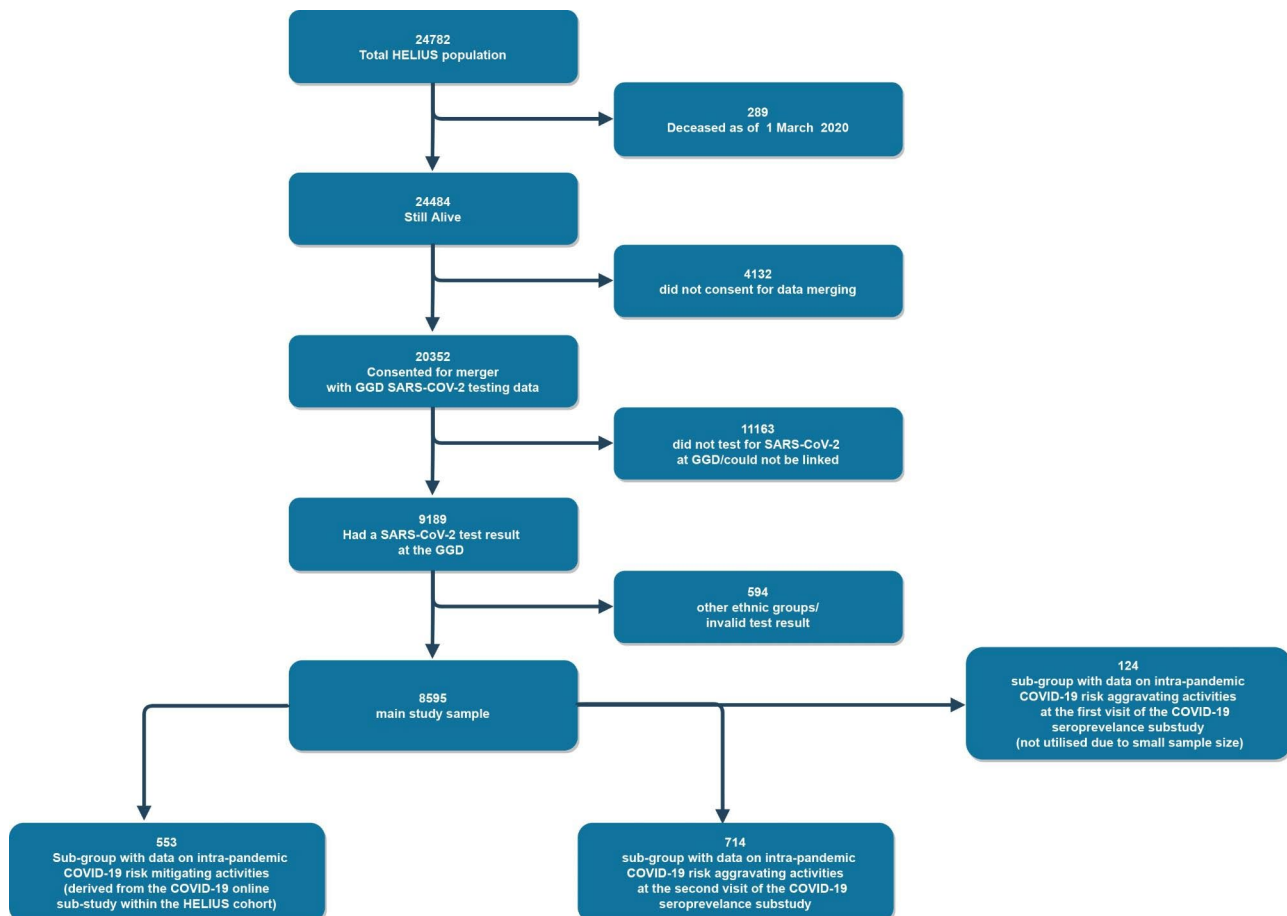 24782
Total HELIUS population
289
Deceased as of 1 March 2020
24484
Still Alive
4132
did not consent for data merging
20352
Consented for merger
with GGD SARS-COV-2 testing data
11163
did not test for SARS-CoV-2
at GGD/could not be linked
9189
Had a SARS-CoV-2 test result
at the GGD
594
other ethnic groups/
invalid test result
8595
main study sample
124
sub-group with data on intra-pandemic
COVID-19 risk aggravating activities
at the first visit of the COVID-19
seroprevelance substudy
(not utilised due to small sample size)
553
Sub-group with data on intra-pandemic
COVID-19 risk mitigating activities
(derived from the COVID-19 online
sub-study within the HELIUS cohort)
714
sub-group with data on intra-pandemic
COVID-19 risk aggravating activities
at the second visit of the COVID-19
seroprevelance substudy